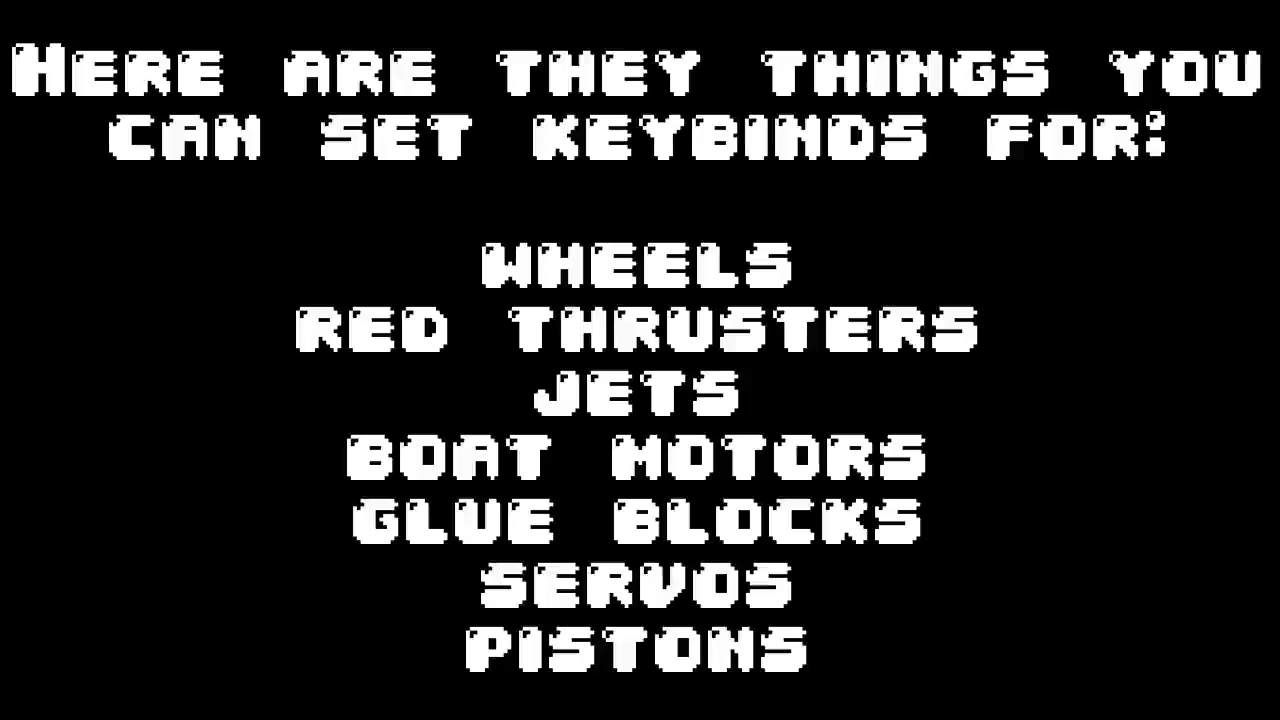 Here are they things you
can set keybinds for:
wheels
red thrusters
jets
boat motors
glue blocks
servos
pistons